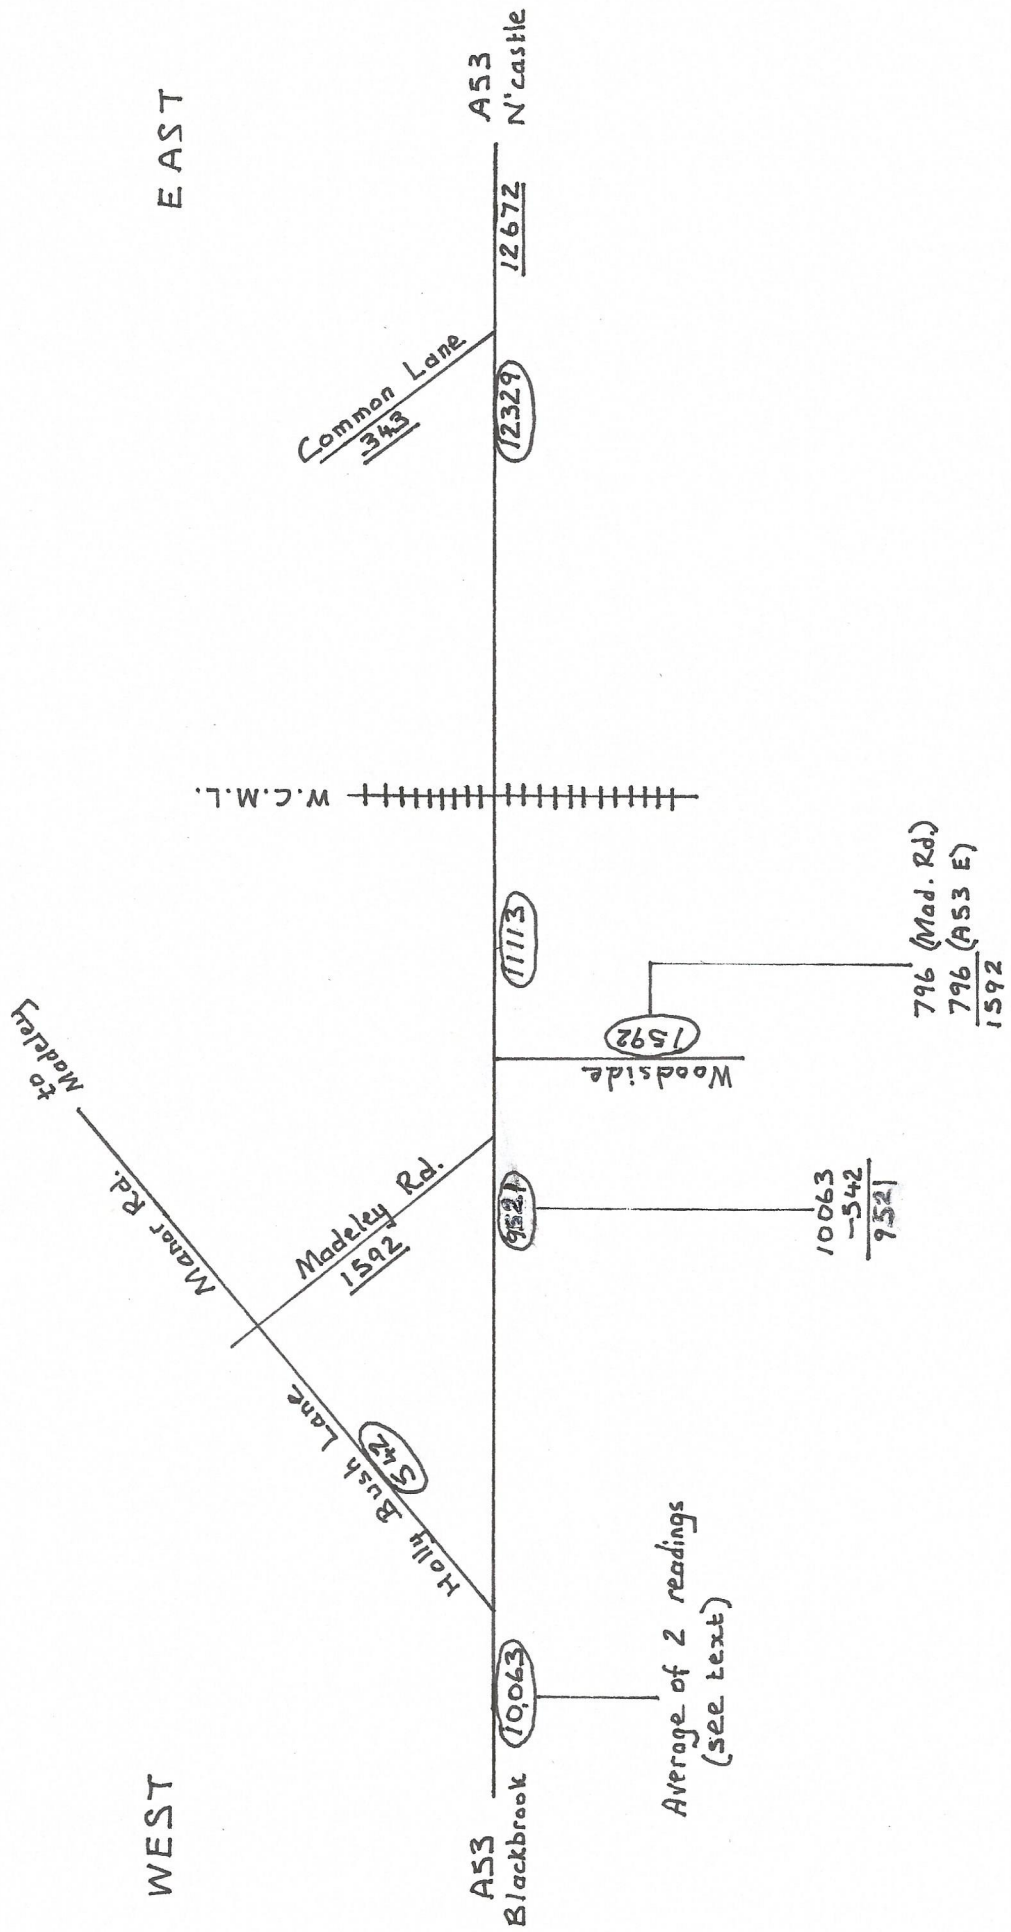 WEST
EAST
to
Madeley
Manor Rd.
Holly Bush Lane
542
Madeley Rd.
1592
W.C.M.L.
Common Lane
343
A53
Blackbrook
10,063
Average of 2 readings
(see text)
9521
10063
-542
9521
Woodside
1592
796 (Mad. Rd.)
796 (A53 E)
1592
11113
12329
12672
A53
N'castle